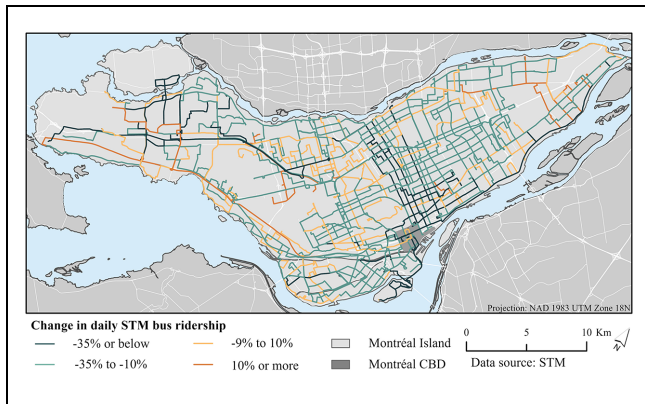 Projection: NAD 1983 UTM Zone 18N
Change in daily STM bus ridership
-35% or below
-9% to 10%
Montréal Island
-35% to -10%
10% or more
Montréal CBD
0 5 10 Km
Data source: STM
N